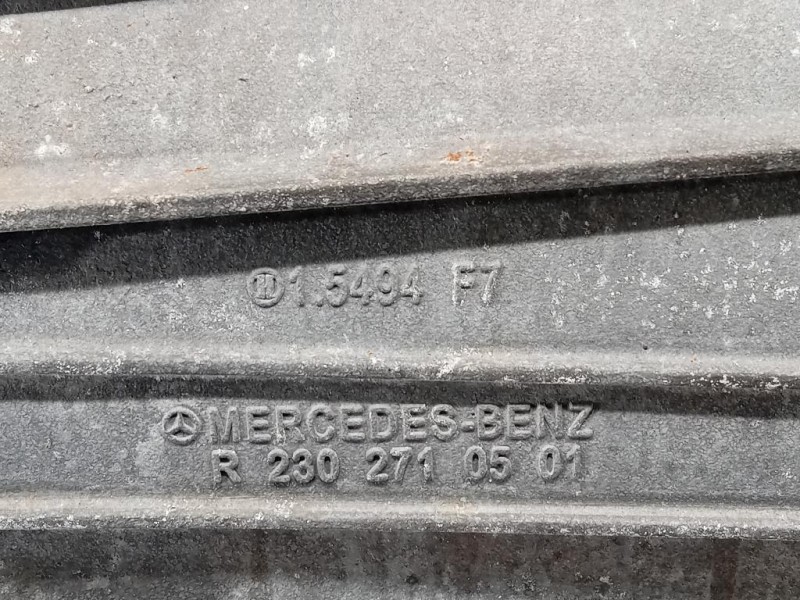 1.5494 F7
MERCEDES-BENZ
R 230 271 05 01